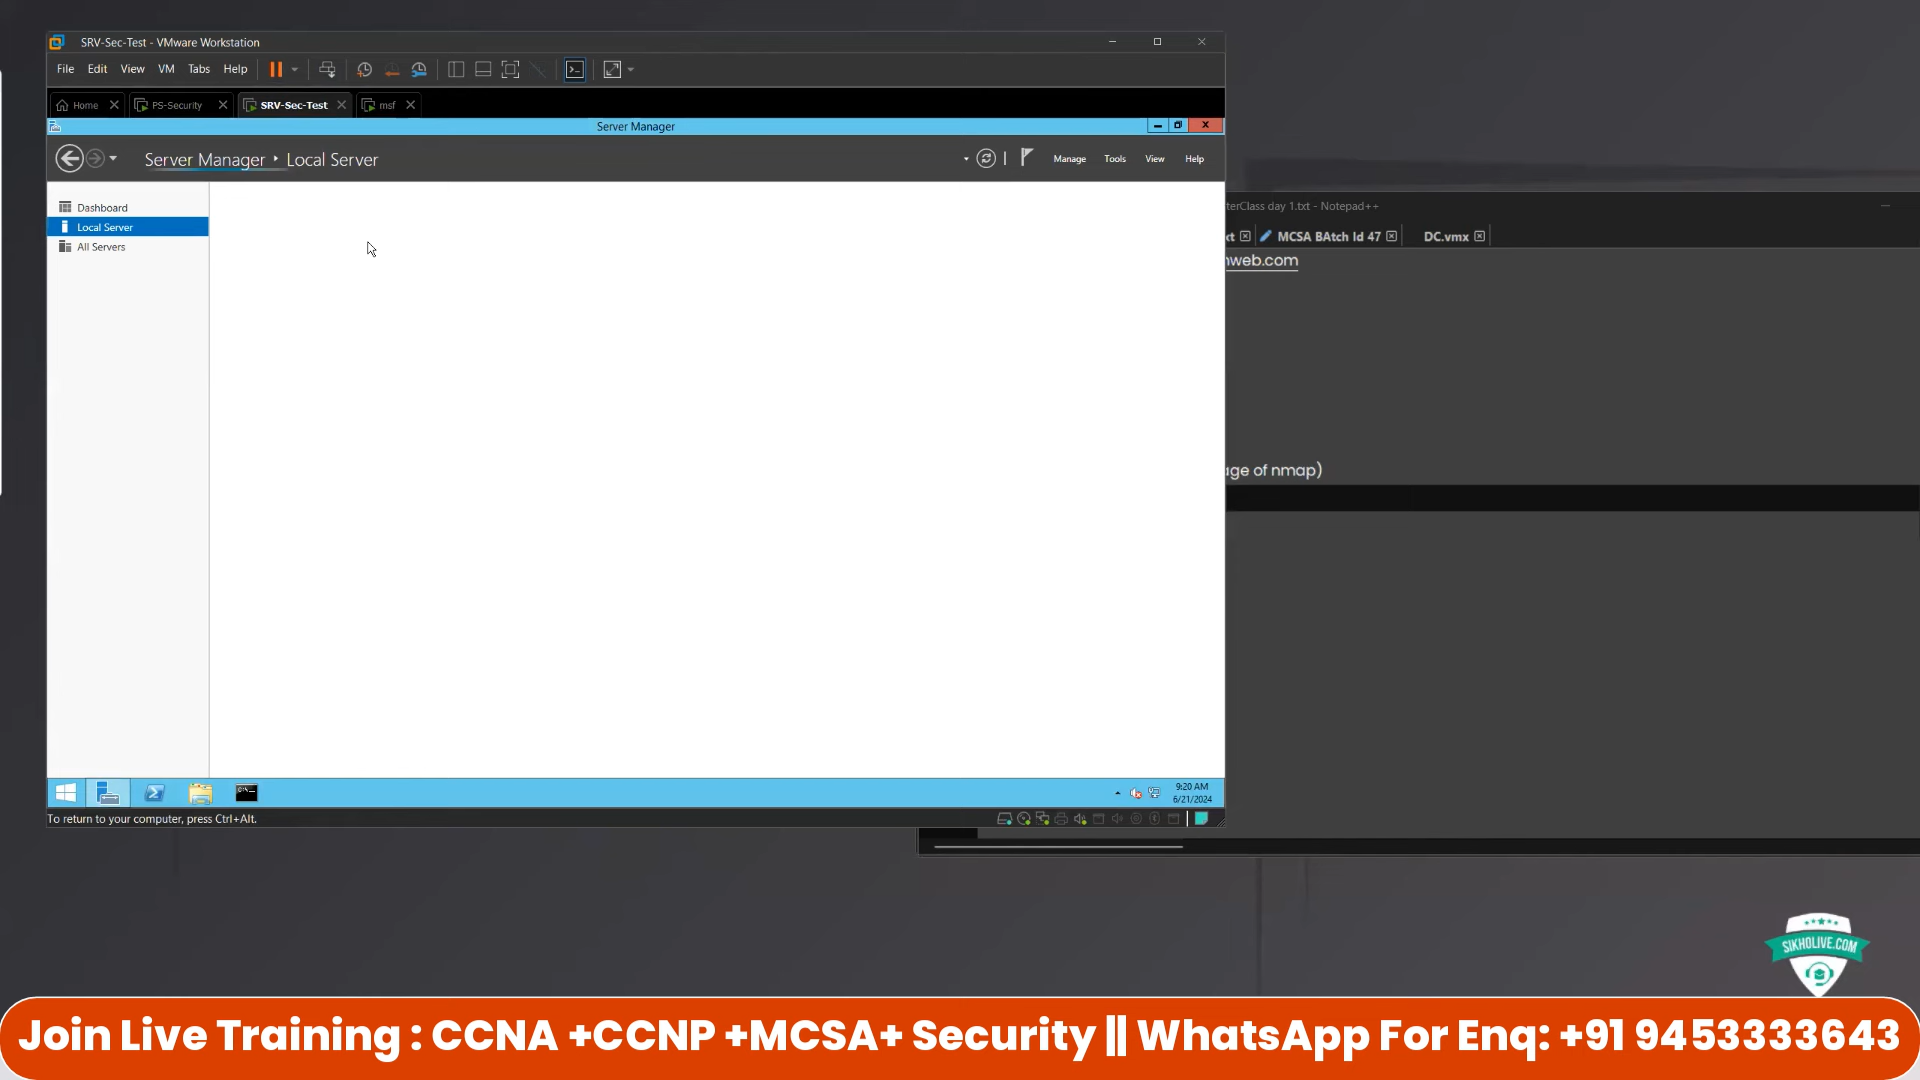 SRV-Sec-Test - VMware Workstation
File Edit View VM Tabs Help
Home PS-Security SRV-Sec-Test msf
Server Manager
Server Manager Local Server
Manage Tools View Help
Dashboard
Local Server
All Servers
9:20 AM
6/21/2024
To return to your computer, press Ctrl+Alt.
terClass day 1.txt - Notepad++
xt MCSA BAtch Id 47 DC.vmx
web.com
age of nmap)
SIKHOLIVE.COM
Join Live Training : CCNA +CCNP +MCSA+ Security || WhatsApp For Enq: +91 9453333643